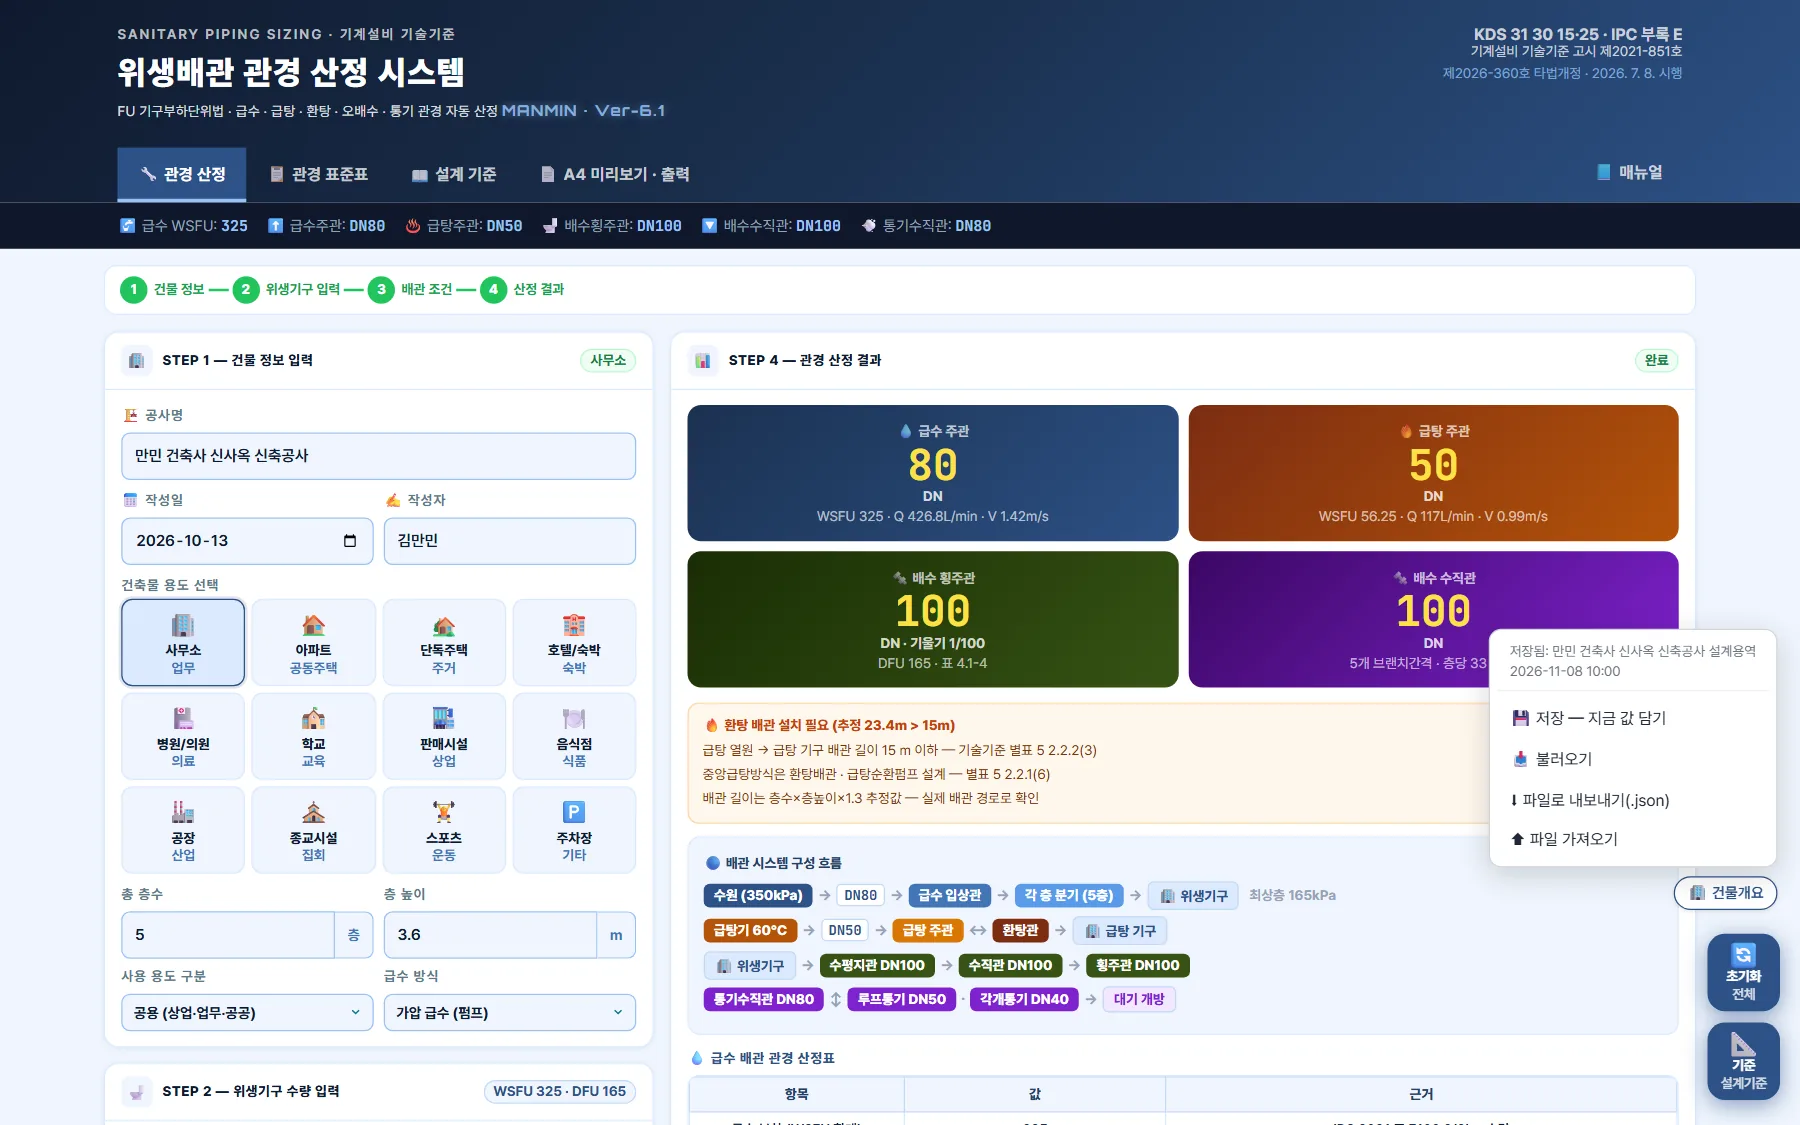 SANITARY PIPING SIZING · 기계설비 기술기준
위생배관 관경 산정 시스템
FU 기구부하단위법 · 급수 · 급탕 · 환탕 · 오배수 · 통기 관경 자동 산정 MANMIN · Ver-6.1
KDS 31 30 15·25 · IPC 부록 E
기계설비 기술기준 고시 제2021-851호
제2026-360호 타법개정 · 2026. 7. 8. 시행
관경 산정
관경 표준표
설계 기준
A4 미리보기 · 출력
매뉴얼
급수 WSFU: 325
급수주관: DN80
급탕주관: DN50
배수횡주관: DN100
배수수직관: DN100
통기수직관: DN80
1 건물 정보
2 위생기구 입력
3 배관 조건
4 산정 결과
STEP 1 — 건물 정보 입력
사무소
공사명
만민 건축사 신사옥 신축공사
작성일
작성자
2026-10-13
김만민
건축물 용도 선택
사무소
업무
아파트
공동주택
단독주택
주거
호텔/숙박
숙박
병원/의원
의료
학교
교육
판매시설
상업
음식점
식품
공장
산업
종교시설
집회
스포츠
운동
P
주차장
기타
총 층수
층 높이
5 층
3.6 m
사용 용도 구분
급수 방식
공용 (상업·업무·공공)
가압 급수 (펌프)
STEP 2 — 위생기구 수량 입력
WSFU 325 · DFU 165
STEP 4 — 관경 산정 결과
완료
급수 주관
80
DN
WSFU 325 · Q 426.8L/min · V 1.42m/s
급탕 주관
50
DN
WSFU 56.25 · Q 117L/min · V 0.99m/s
배수 횡주관
100
DN · 기울기 1/100
DFU 165 · 표 4.1-4
배수 수직관
100
DN
5개 브랜치간격 · 층당 33
환탕 배관 설치 필요 (추정 23.4m > 15m)
급탕 열원 → 급탕 기구 배관 길이 15 m 이하 — 기술기준 별표 5 2.2.2(3)
중앙급탕방식은 환탕배관 · 급탕순환펌프 설계 — 별표 5 2.2.1(6)
배관 길이는 층수×층높이×1.3 추정값 — 실제 배관 경로로 확인
배관 시스템 구성 흐름
수원 (350kPa) → DN80 → 급수 입상관 → 각 층 분기 (5층) → 위생기구 최상층 165kPa
급탕기 60°C → DN50 → 급탕 주관 ↔ 환탕관 → 급탕 기구
위생기구 → 수평지관 DN100 → 수직관 DN100 → 횡주관 DN100
통기수직관 DN80 ↕ 루프통기 DN50 · 각개통기 DN40 → 대기 개방
급수 배관 관경 산정표
항목 값 근거
저장됨: 만민 건축사 신사옥 신축공사 설계용역
2026-11-08 10:00
저장 — 지금 값 담기
불러오기
⬇ 파일로 내보내기(.json)
⬆ 파일 가져오기
건물개요
초기화
전체
기준
설계기준